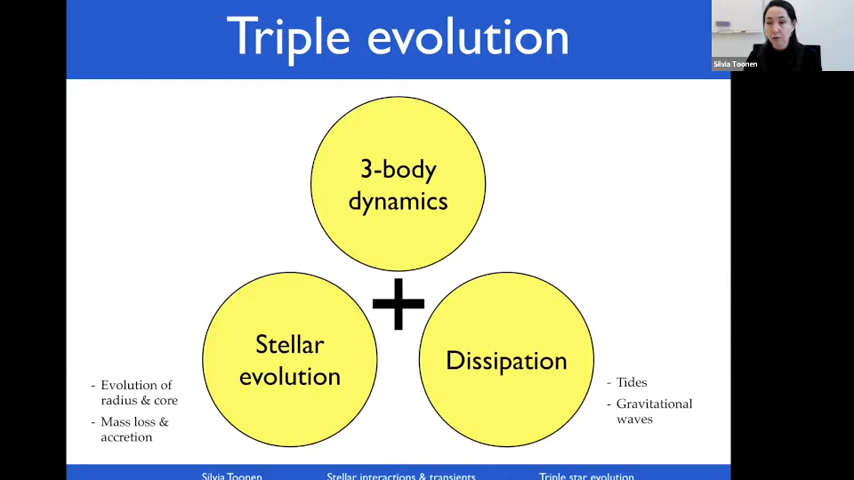 Triple evolution
Silvia Toonen
3-body
dynamics
+
Stellar
evolution
Dissipation
- Evolution of
radius & core
- Mass loss &
accretion
- Tides
- Gravitational
waves
Silvia Toonen
Stellar interactions & transients
Triple star evolution